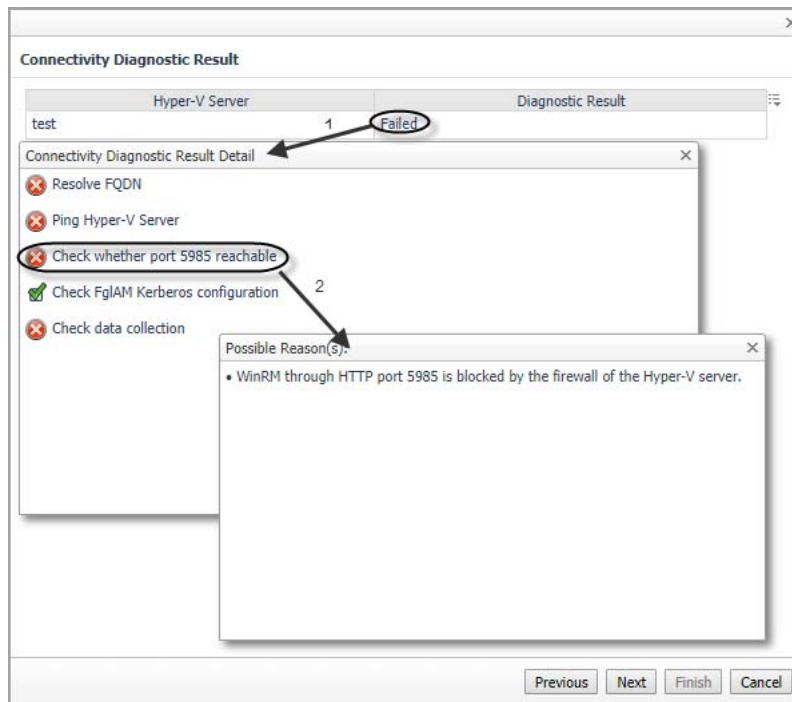 Connectivity Diagnostic Result
Hyper-V Server Diagnostic Result
test 1 Failed
Connectivity Diagnostic Result Detail
Resolve FQDN
Ping Hyper-V Server
Check whether port 5985 reachable
Check FglAM Kerberos configuration 2
Check data collection
Possible Reason(s):
• WinRM through HTTP port 5985 is blocked by the firewall of the Hyper-V server.
Previous Next Finish Cancel